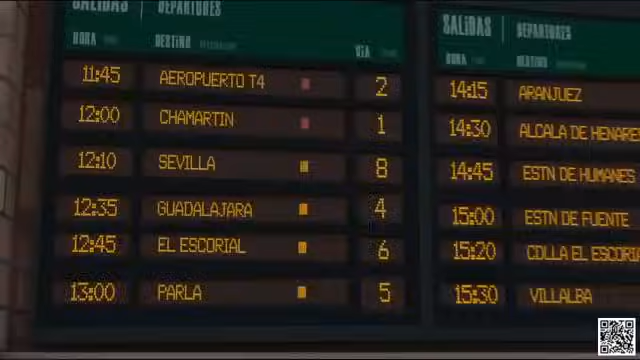 SALIDAS DEPARTURES
HORA DESTINO VIA
11:45 AEROPUERTO T4 2
12:00 CHAMARTIN 1
12:10 SEVILLA 8
12:35 GUADALAJARA 4
12:45 EL ESCORIAL 6
13:00 PARLA 5
SALIDAS DEPARTURES
HORA DESTINO
14:15 ARANJUEZ
14:30 ALCALA DE HENARE
14:45 ESTN DE HUMANES
15:00 ESTN DE FUENTE
15:20 COLLA EL ESCORIA
15:30 VILLALBA